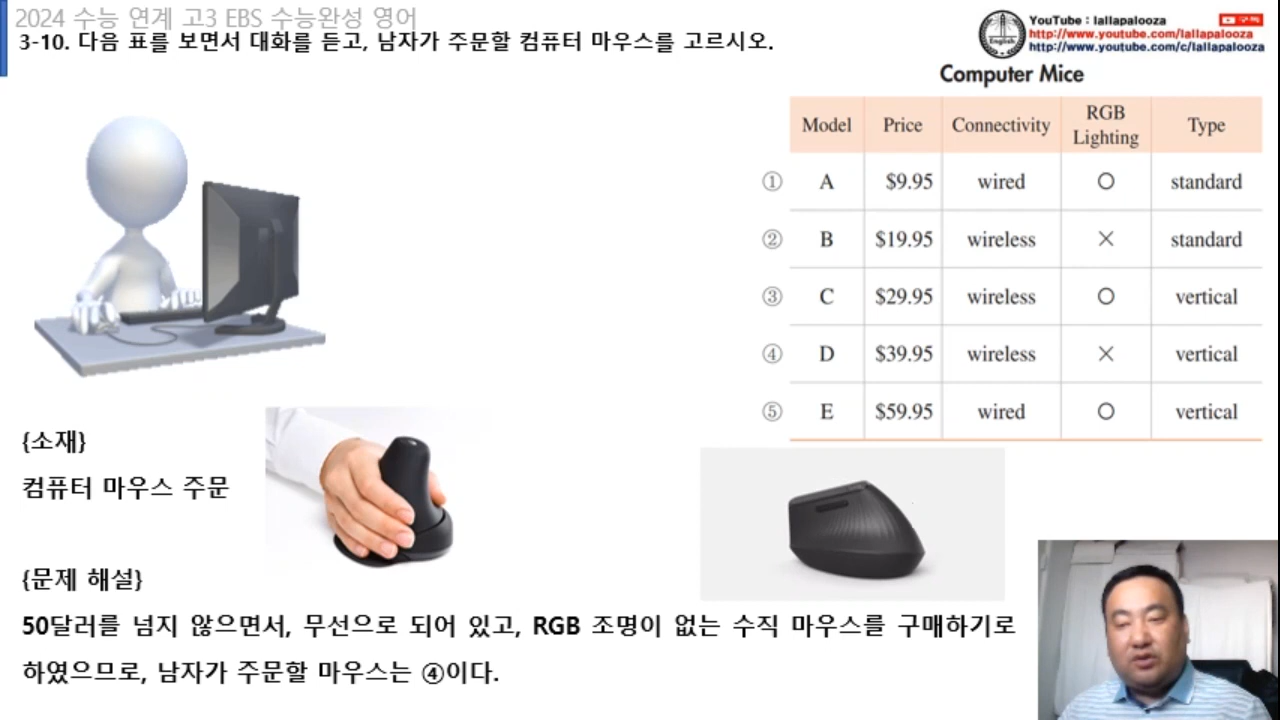 2024 수능 연계 고3 EBS 수능완성 영어
3-10. 다음 표를 보면서 대화를 듣고, 남자가 주문할 컴퓨터 마우스를 고르시오.
YouTube : lallapalooza
구독
http://www.youtube.com/lallapalooza
http://www.youtube.com/c/lallapalooza
English
Computer Mice
Model Price Connectivity RGB Lighting Type
① A $9.95 wired ○ standard
② B $19.95 wireless × standard
③ C $29.95 wireless ○ vertical
④ D $39.95 wireless × vertical
⑤ E $59.95 wired ○ vertical
{소재}
컴퓨터 마우스 주문
{문제 해설}
50달러를 넘지 않으면서, 무선으로 되어 있고, RGB 조명이 없는 수직 마우스를 구매하기로
하였으므로, 남자가 주문할 마우스는 ④이다.